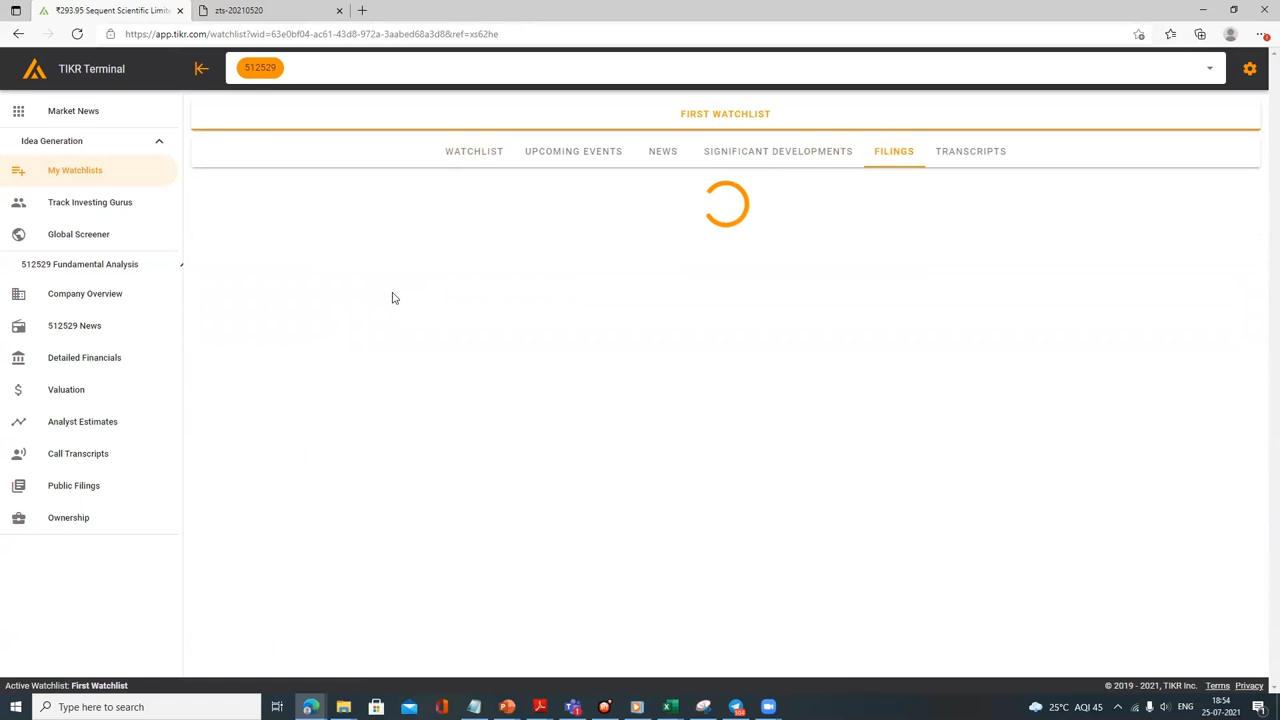 ₹293.95 Sequent Scientific Limite
zts-20210520
https://app.tikr.com/watchlist?wid=63e0bf04-ac61-43d8-972a-3aabed68a3d8&ref=xs62he
TIKR Terminal
512529
Market News
Idea Generation
My Watchlists
Track Investing Gurus
Global Screener
512529 Fundamental Analysis
Company Overview
512529 News
Detailed Financials
Valuation
Analyst Estimates
Call Transcripts
Public Filings
Ownership
FIRST WATCHLIST
WATCHLIST UPCOMING EVENTS NEWS SIGNIFICANT DEVELOPMENTS FILINGS TRANSCRIPTS
Active Watchlist: First Watchlist
© 2019 - 2021, TIKR Inc. Terms Privacy
Type here to search
25°C AQI 45
ENG
18:54
25-07-2021